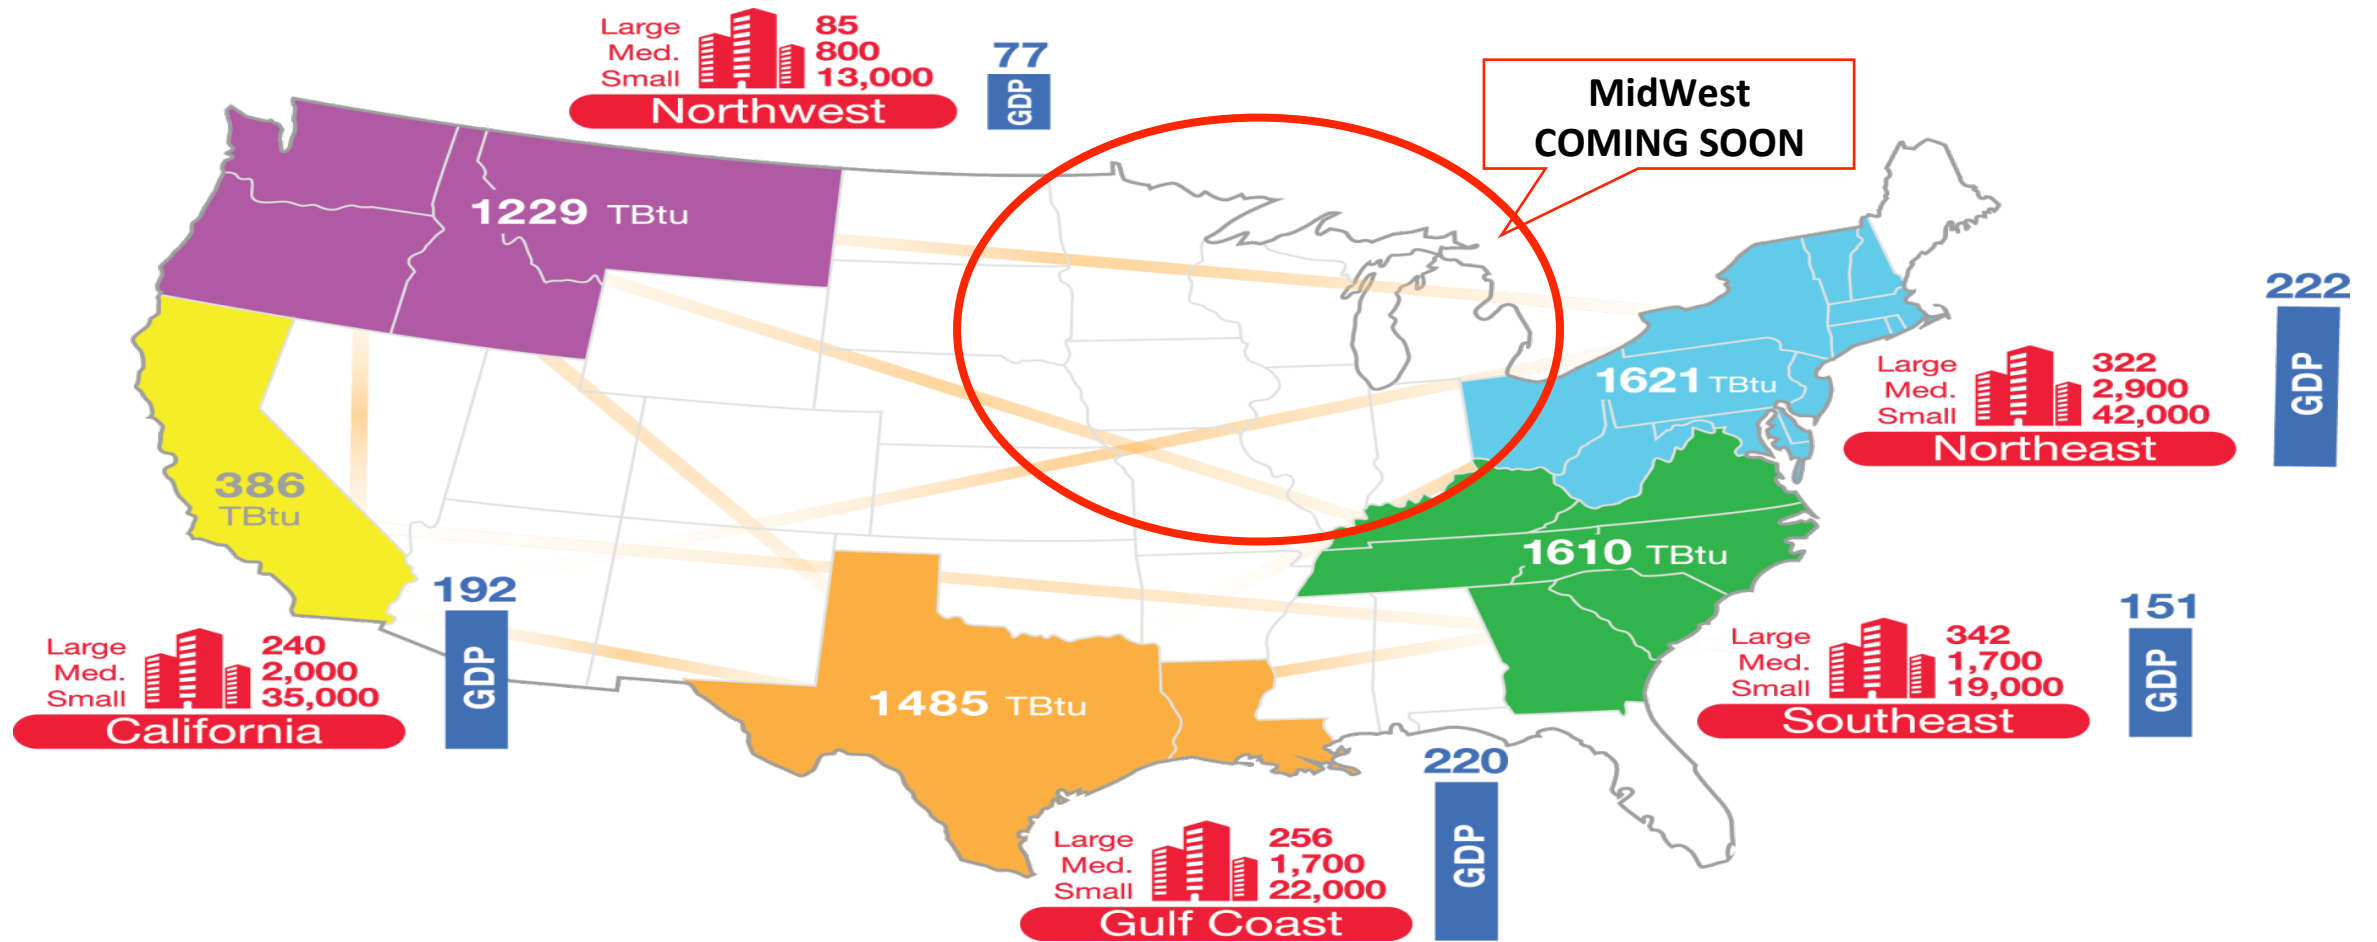 Large 85
Med. 800
Small 13,000
Northwest
77
GDP
MidWest
COMING SOON
1229 TBtu
222
GDP
Large 322
Med. 2,900
Small 42,000
Northeast
1621 TBtu
386
TBtu
1610 TBtu
192
GDP
Large 240
Med. 2,000
Small 35,000
California
151
GDP
Large 342
Med. 1,700
Small 19,000
Southeast
1485 TBtu
220
GDP
Large 256
Med. 1,700
Small 22,000
Gulf Coast